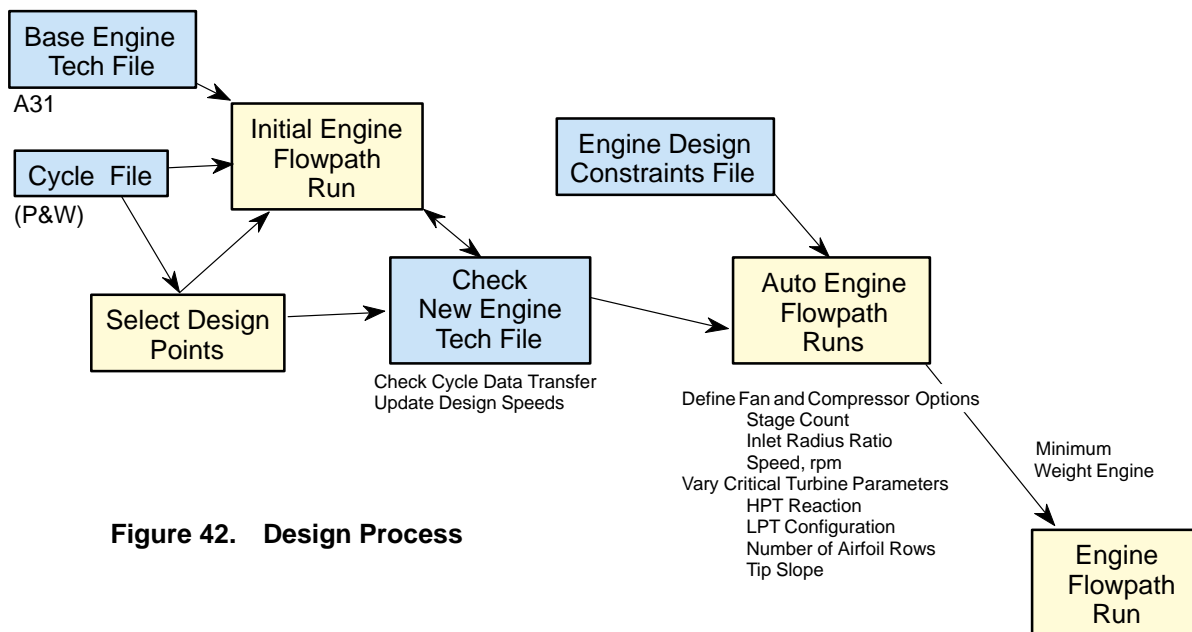 Base Engine
Tech File
A31
Cycle File
(P&W)
Initial Engine
Flowpath
Run
Select Design
Points
Check
New Engine
Tech File
Check Cycle Data Transfer
Update Design Speeds
Engine Design
Constraints File
Auto Engine
Flowpath
Runs
Define Fan and Compressor Options
Stage Count
Inlet Radius Ratio
Speed, rpm
Vary Critical Turbine Parameters
HPT Reaction
LPT Configuration
Number of Airfoil Rows
Tip Slope
Minimum
Weight Engine
Engine
Flowpath
Run
Figure 42. Design Process